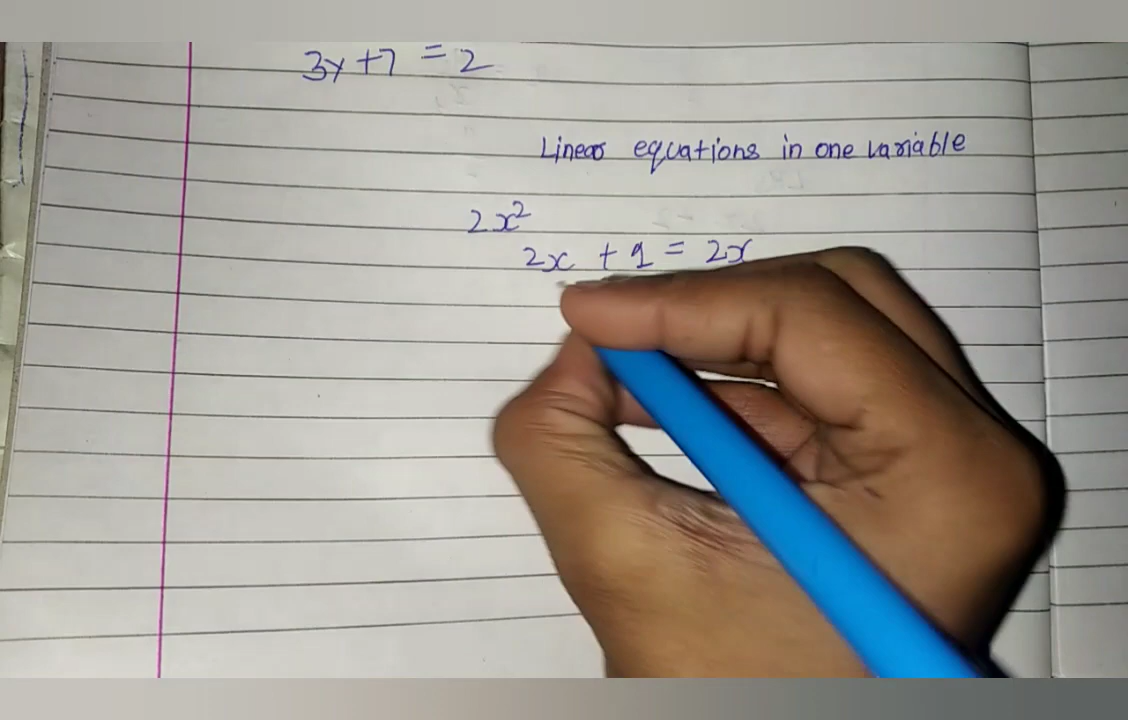 3y + 7 = 2
Linear equations in one variable
2x²
2x + 1 = 2x